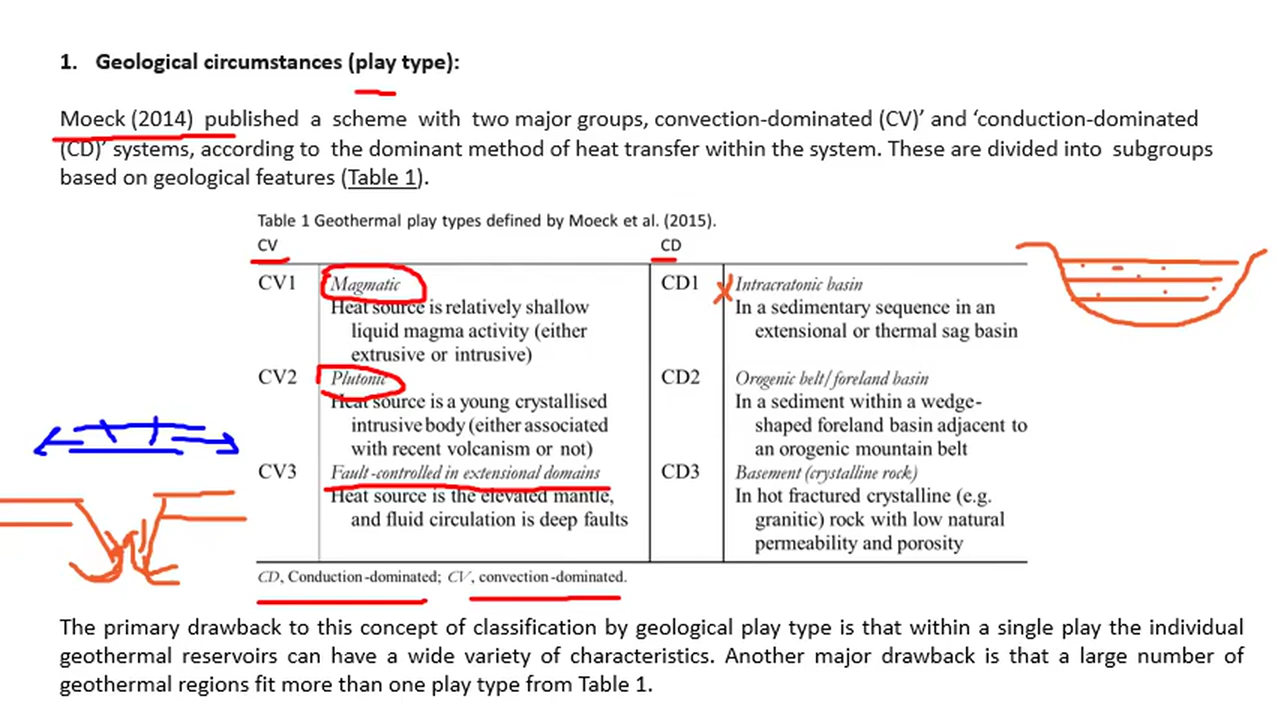 1. Geological circumstances (play type):
Moeck (2014) published a scheme with two major groups, convection-dominated (CV)’ and ‘conduction-dominated
(CD)’ systems, according to the dominant method of heat transfer within the system. These are divided into subgroups
based on geological features (Table 1).
Table 1 Geothermal play types defined by Moeck et al. (2015).
CV CD
CV1 Magmatic CD1 Intracratonic basin
Heat source is relatively shallow In a sedimentary sequence in an
liquid magma activity (either extensional or thermal sag basin
extrusive or intrusive)
CV2 Plutonic CD2 Orogenic belt/foreland basin
Heat source is a young crystallised In a sediment within a wedge-
intrusive body (either associated shaped foreland basin adjacent to
with recent volcanism or not) an orogenic mountain belt
CV3 Fault-controlled in extensional domains CD3 Basement (crystalline rock)
Heat source is the elevated mantle, In hot fractured crystalline (e.g.
and fluid circulation is deep faults granitic) rock with low natural
permeability and porosity
CD, Conduction-dominated; CV, convection-dominated.
The primary drawback to this concept of classification by geological play type is that within a single play the individual
geothermal reservoirs can have a wide variety of characteristics. Another major drawback is that a large number of
geothermal regions fit more than one play type from Table 1.